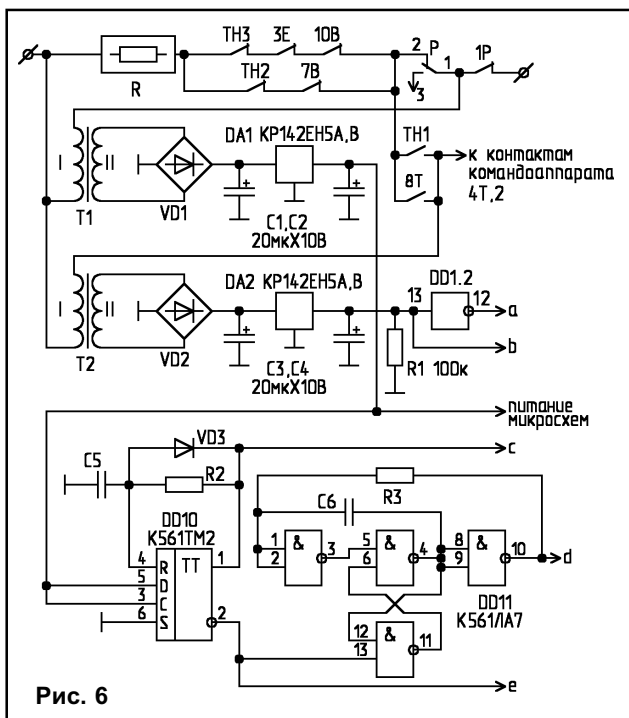 ТН3 3Е 10В
2 Р 1 1Р
R
ТН2 7В
3
I II
Т1
VD1
DA1 КР142ЕН5А,В
+ +
С1,С2
20мкХ10В
ТН1
8Т
к контактам
командоаппарата
4Т,2
I II
Т2
VD2
DA2 КР142ЕН5А,В
+ +
С3,С4
20мкХ10В
13 DD1.2 12 a
b
R1 100к
питание
микросхем
VD3
c
С5
R2
R3
С6
DD10
К561ТМ2
4 R TT 1
5 D
3 C 2
6 S
1 & 3
2
5 & 4
6
8 & 10 d
9
DD11
К561ЛА7
12 & 11
13
e
Рис. 6